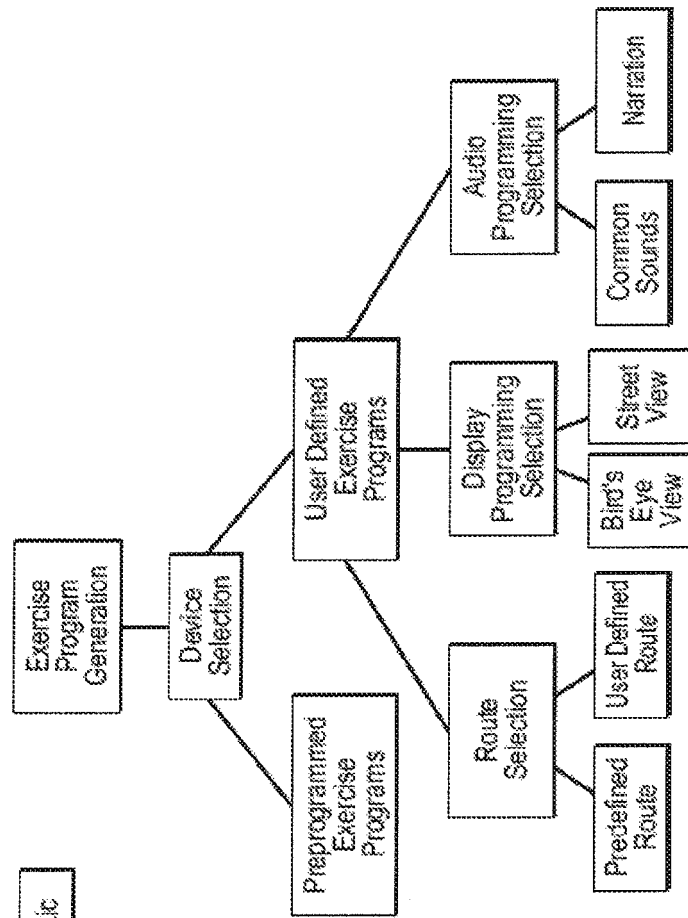 ic
Exercise
Program
Generation
Device
Selection
Preprogrammed
Exercise
Programs
User Defined
Exercise
Programs
Route
Selection
Display
Programming
Selection
Audio
Programming
Selection
Predefined
Route
User Defined
Route
Bird's
Eye
View
Street
View
Common
Sounds
Narration